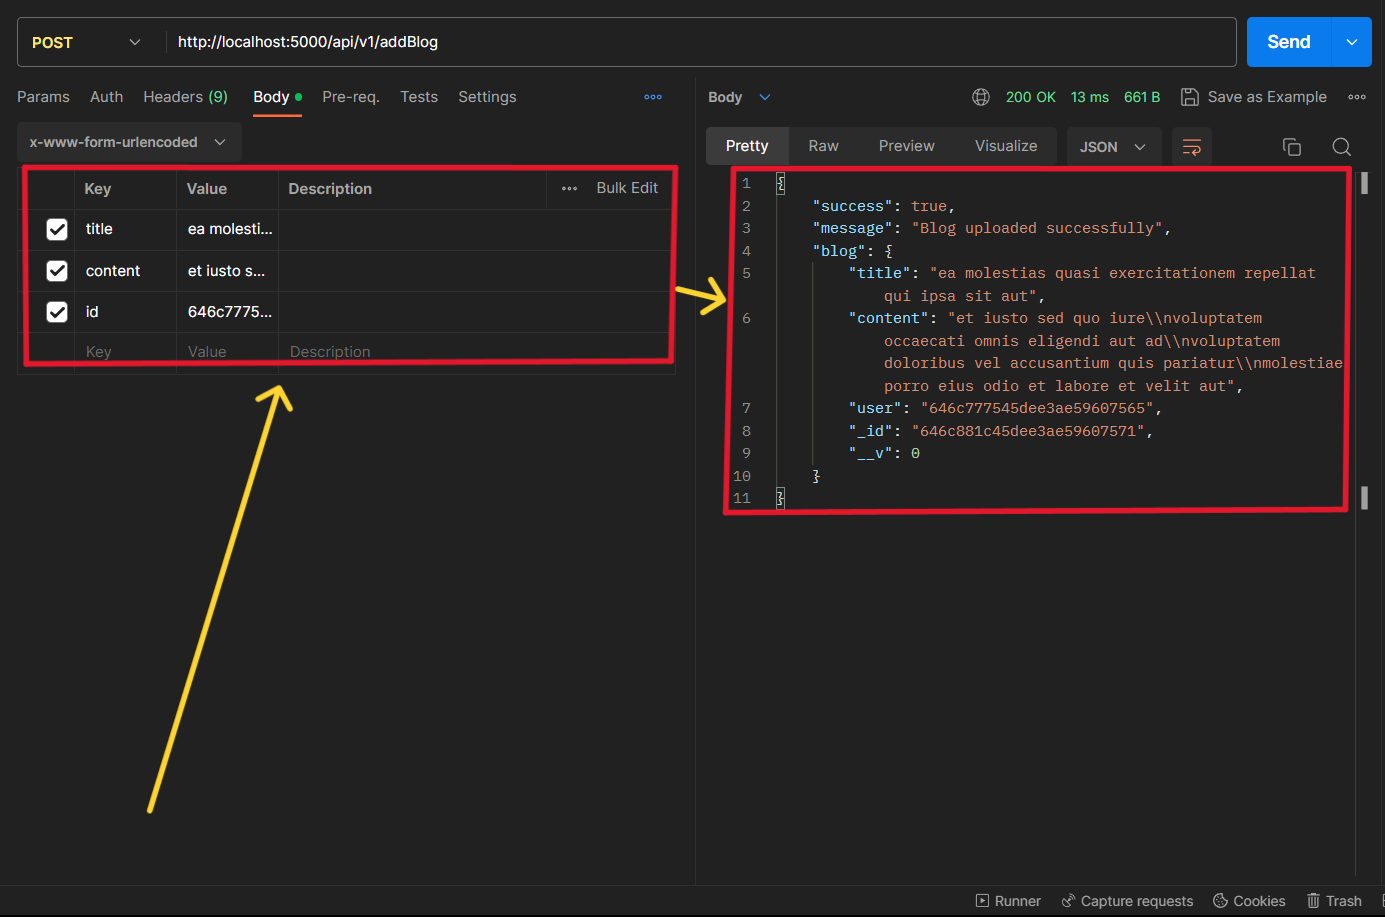 POST http://localhost:5000/api/v1/addBlog Send
Params Auth Headers (9) Body Pre-req. Tests Settings
x-www-form-urlencoded
Key Value Description Bulk Edit
title ea molesti...
content et iusto s...
id 646c7775...
Key Value Description
Body 200 OK 13 ms 661 B Save as Example
Pretty Raw Preview Visualize JSON
1 {
2 "success": true,
3 "message": "Blog uploaded successfully",
4 "blog": {
5 "title": "ea molestias quasi exercitationem repellat
qui ipsa sit aut",
6 "content": "et iusto sed quo iure\\nvoluptatem
occaecati omnis eligendi aut ad\\nvoluptatem
doloribus vel accusantium quis pariatur\\nmolestiae
porro eius odio et labore et velit aut",
7 "user": "646c777545dee3ae59607565",
8 "_id": "646c881c45dee3ae59607571",
9 "__v": 0
10 }
11 }
Runner Capture requests Cookies Trash